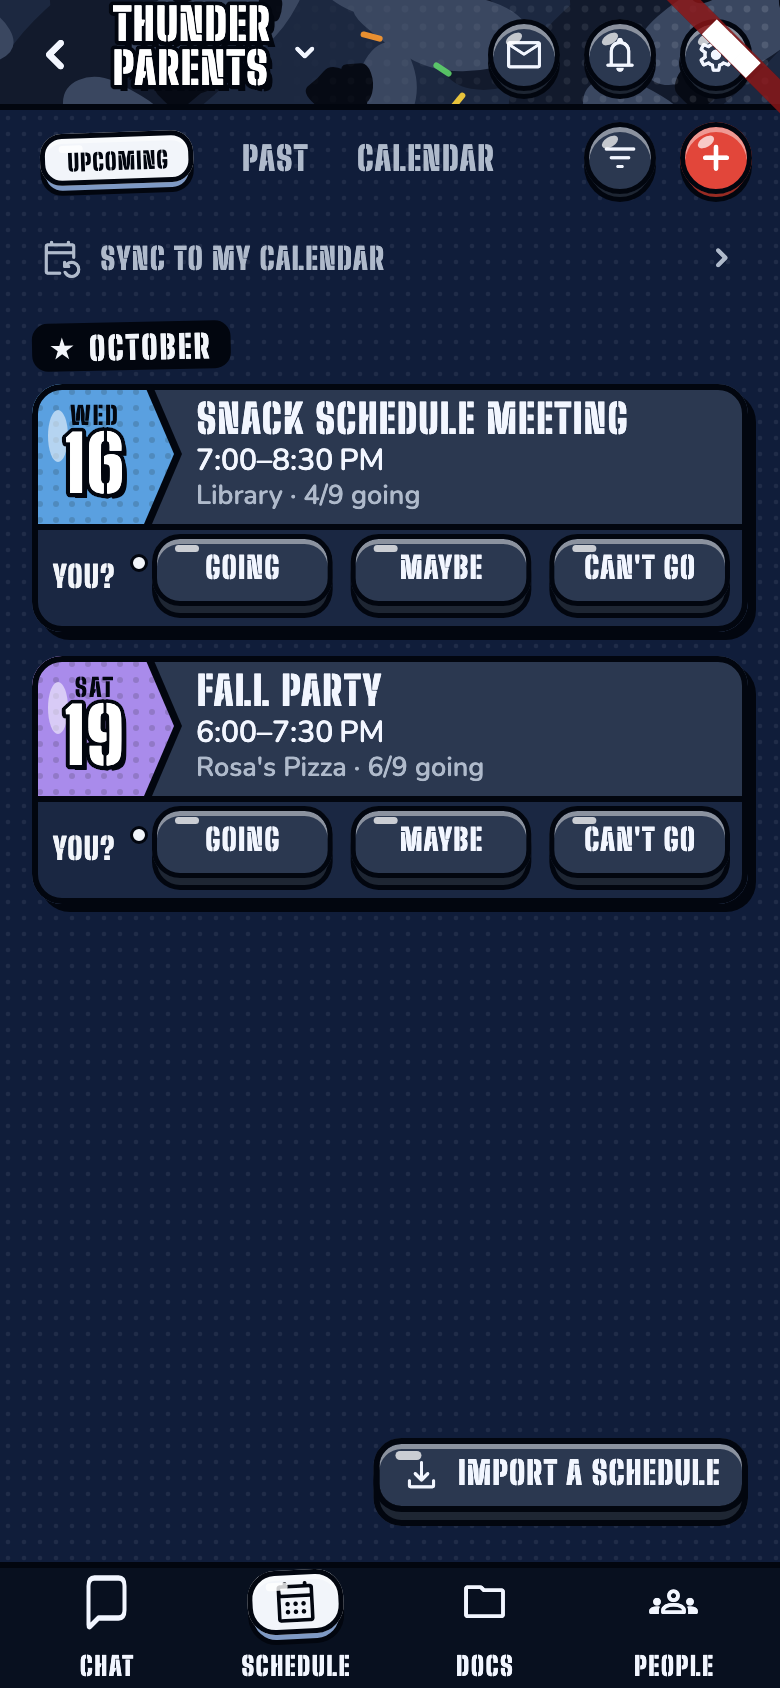 THUNDER
PARENTS
UPCOMING
PAST
CALENDAR
SYNC TO MY CALENDAR
★ OCTOBER
WED
16
SNACK SCHEDULE MEETING
7:00–8:30 PM
Library · 4/9 going
YOU?
GOING
MAYBE
CAN'T GO
SAT
19
FALL PARTY
6:00–7:30 PM
Rosa's Pizza · 6/9 going
YOU?
GOING
MAYBE
CAN'T GO
IMPORT A SCHEDULE
CHAT
SCHEDULE
DOCS
PEOPLE